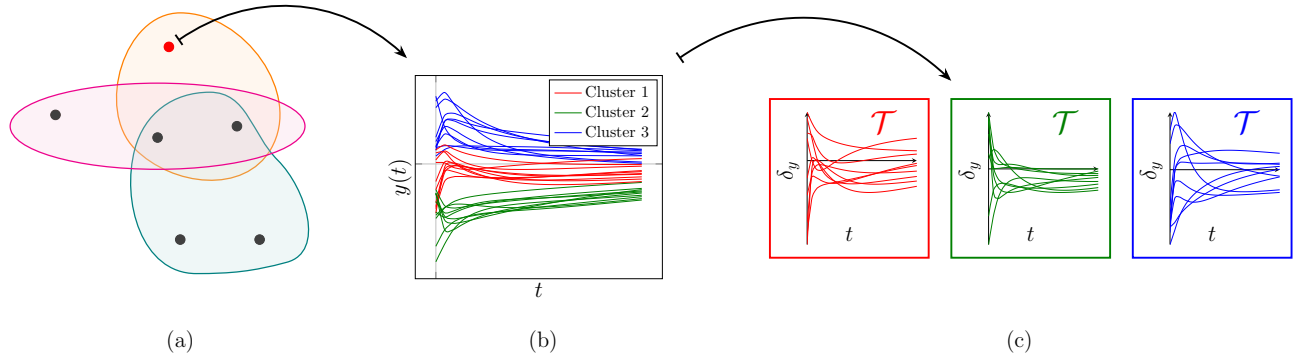 Cluster 1
Cluster 2
Cluster 3
y(t)
t
𝒯
δ_y
t
𝒯
δ_y
t
𝒯
δ_y
t
(a)
(b)
(c)